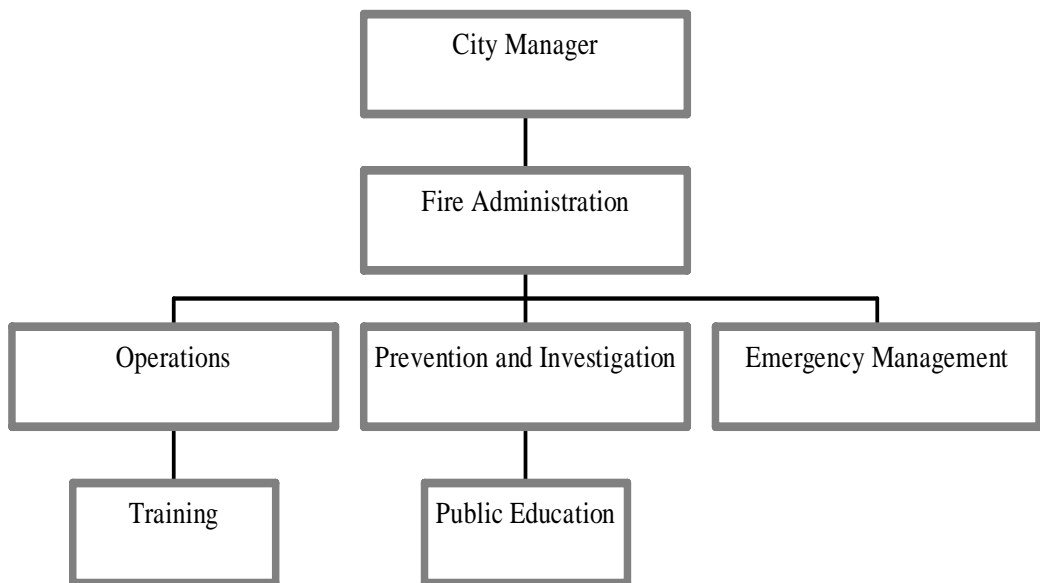 City Manager
Fire Administration
Operations
Prevention and Investigation
Emergency Management
Training
Public Education